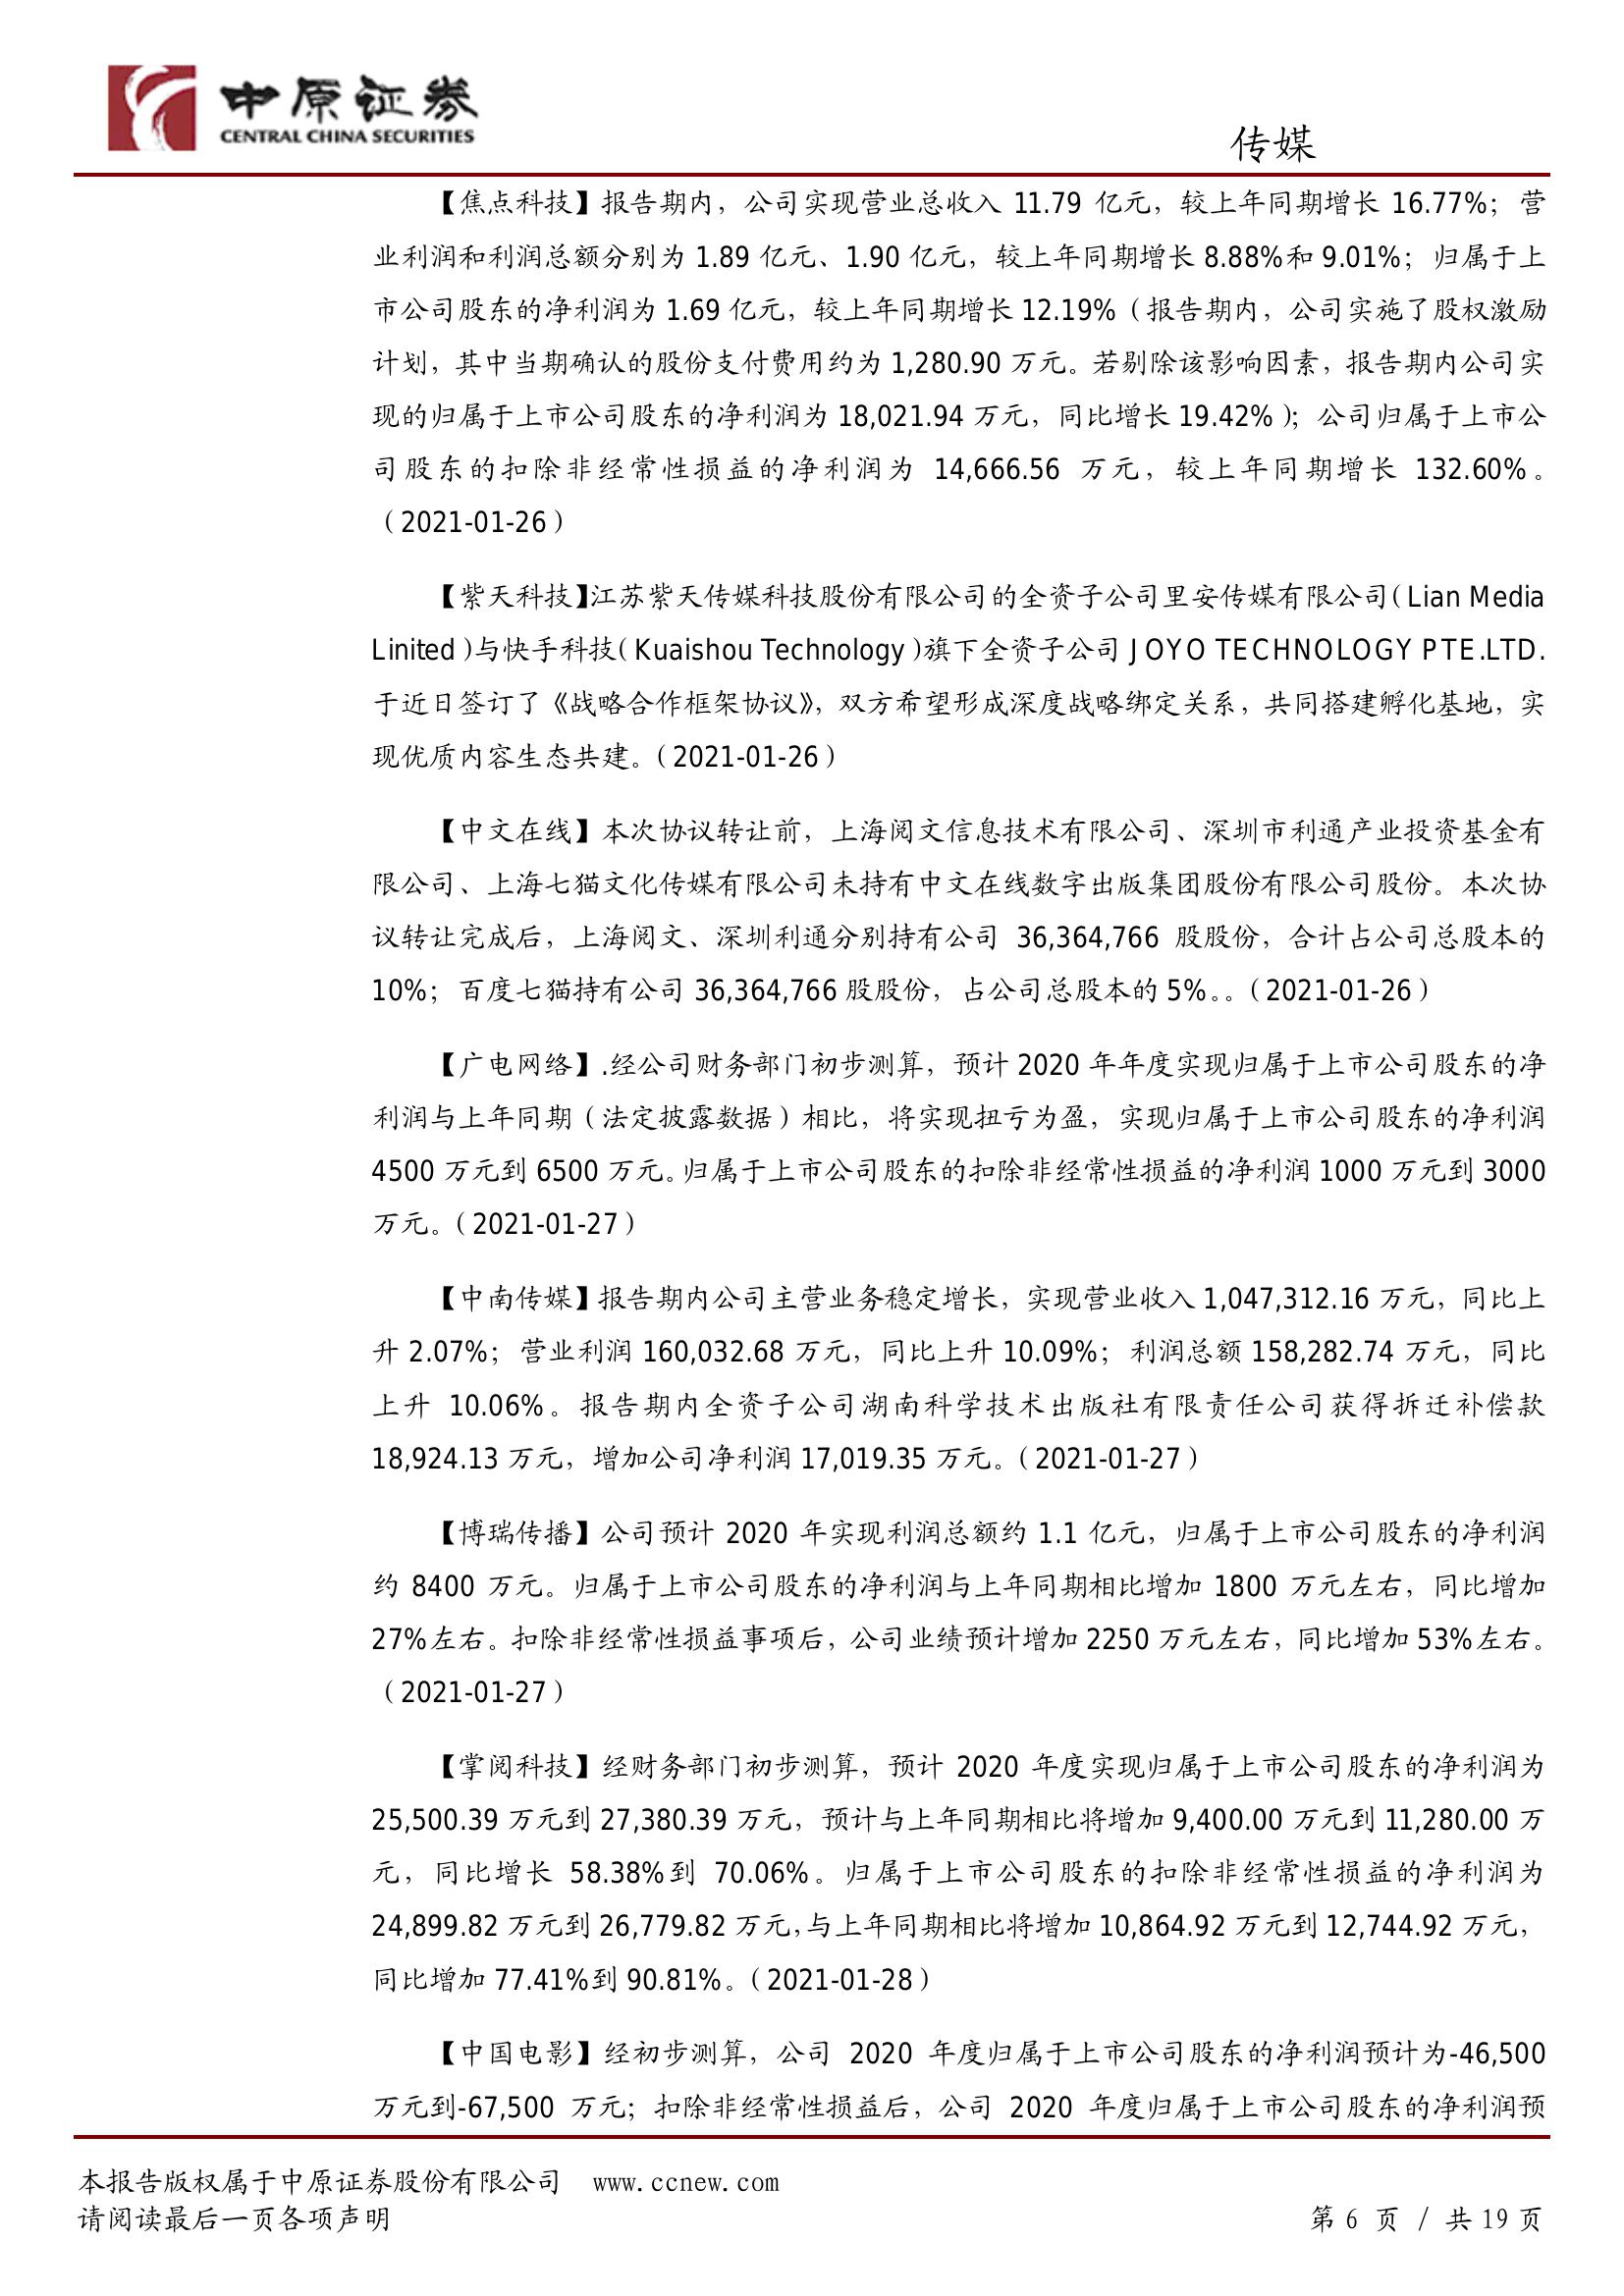 中原证券
CENTRAL CHINA SECURITIES
传媒
【焦点科技】报告期内，公司实现营业总收入 11.79 亿元，较上年同期增长 16.77%；营
业利润和利润总额分别为 1.89 亿元、1.90 亿元，较上年同期增长 8.88%和 9.01%；归属于上
市公司股东的净利润为 1.69 亿元，较上年同期增长 12.19%（报告期内，公司实施了股权激励
计划，其中当期确认的股份支付费用约为 1,280.90 万元。若剔除该影响因素，报告期内公司实
现的归属于上市公司股东的净利润为 18,021.94 万元，同比增长 19.42%）；公司归属于上市公
司股东的扣除非经常性损益的净利润为 14,666.56 万元，较上年同期增长 132.60%。
（2021-01-26）
【紫天科技】江苏紫天传媒科技股份有限公司的全资子公司里安传媒有限公司（Lian Media
Linited）与快手科技（Kuaishou Technology）旗下全资子公司 JOYO TECHNOLOGY PTE.LTD.
于近日签订了《战略合作框架协议》，双方希望形成深度战略绑定关系，共同搭建孵化基地，实
现优质内容生态共建。（2021-01-26）
【中文在线】本次协议转让前，上海阅文信息技术有限公司、深圳市利通产业投资基金有
限公司、上海七猫文化传媒有限公司未持有中文在线数字出版集团股份有限公司股份。本次协
议转让完成后，上海阅文、深圳利通分别持有公司 36,364,766 股股份，合计占公司总股本的
10%；百度七猫持有公司 36,364,766 股股份，占公司总股本的 5%。。（2021-01-26）
【广电网络】.经公司财务部门初步测算，预计 2020 年年度实现归属于上市公司股东的净
利润与上年同期（法定披露数据）相比，将实现扭亏为盈，实现归属于上市公司股东的净利润
4500 万元到 6500 万元。归属于上市公司股东的扣除非经常性损益的净利润 1000 万元到 3000
万元。（2021-01-27）
【中南传媒】报告期内公司主营业务稳定增长，实现营业收入 1,047,312.16 万元，同比上
升 2.07%；营业利润 160,032.68 万元，同比上升 10.09%；利润总额 158,282.74 万元，同比
上升 10.06%。报告期内全资子公司湖南科学技术出版社有限责任公司获得拆迁补偿款
18,924.13 万元，增加公司净利润 17,019.35 万元。（2021-01-27）
【博瑞传播】公司预计 2020 年实现利润总额约 1.1 亿元，归属于上市公司股东的净利润
约 8400 万元。归属于上市公司股东的净利润与上年同期相比增加 1800 万元左右，同比增加
27%左右。扣除非经常性损益事项后，公司业绩预计增加 2250 万元左右，同比增加 53%左右。
（2021-01-27）
【掌阅科技】经财务部门初步测算，预计 2020 年度实现归属于上市公司股东的净利润为
25,500.39 万元到 27,380.39 万元，预计与上年同期相比将增加 9,400.00 万元到 11,280.00 万
元，同比增长 58.38%到 70.06%。归属于上市公司股东的扣除非经常性损益的净利润为
24,899.82 万元到 26,779.82 万元，与上年同期相比将增加 10,864.92 万元到 12,744.92 万元，
同比增加 77.41%到 90.81%。（2021-01-28）
【中国电影】经初步测算，公司 2020 年度归属于上市公司股东的净利润预计为-46,500
万元到-67,500 万元；扣除非经常性损益后，公司 2020 年度归属于上市公司股东的净利润预
本报告版权属于中原证券股份有限公司 www.ccnew.com
请阅读最后一页各项声明
第 6 页 / 共 19 页